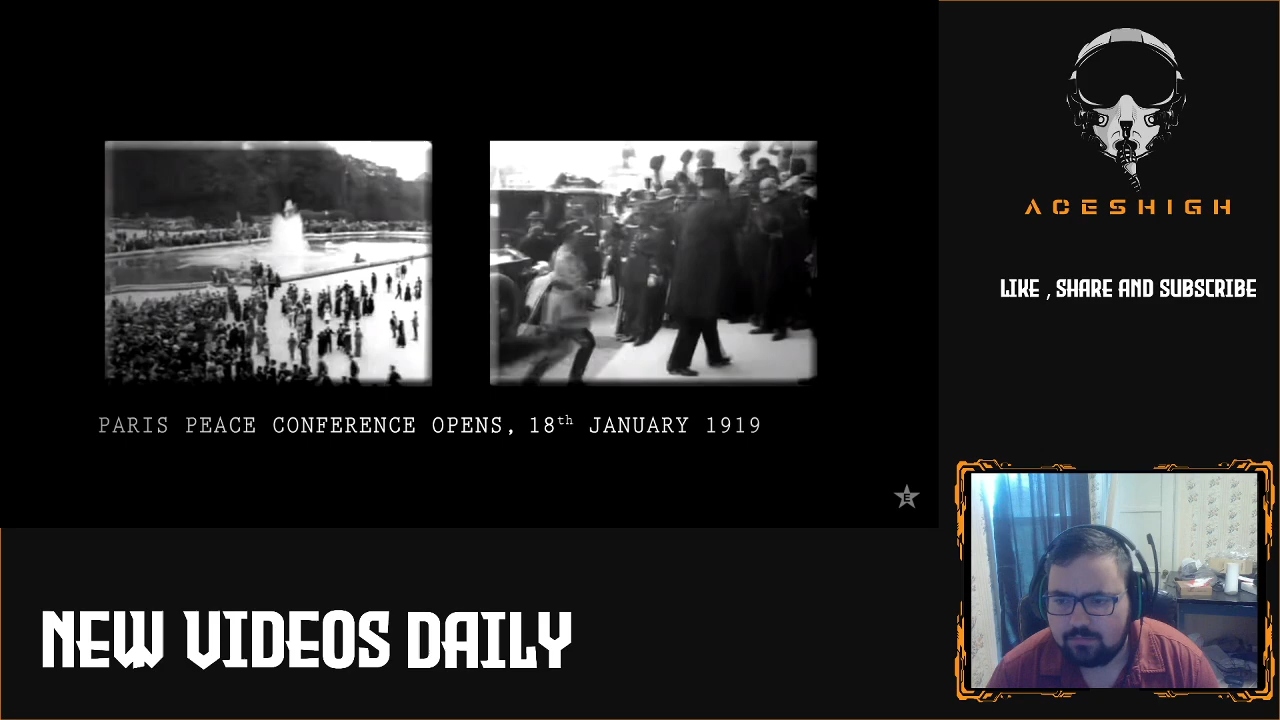 PARIS PEACE CONFERENCE OPENS, 18th JANUARY 1919
E
ACESHIGH
LIKE , SHARE AND SUBSCRIBE
NEW VIDEOS DAILY